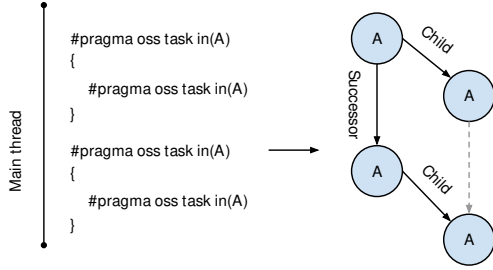 Main thread
#pragma oss task in(A)
{
#pragma oss task in(A)
}
#pragma oss task in(A)
{
#pragma oss task in(A)
}
A
Child
A
Successor
A
Child
A